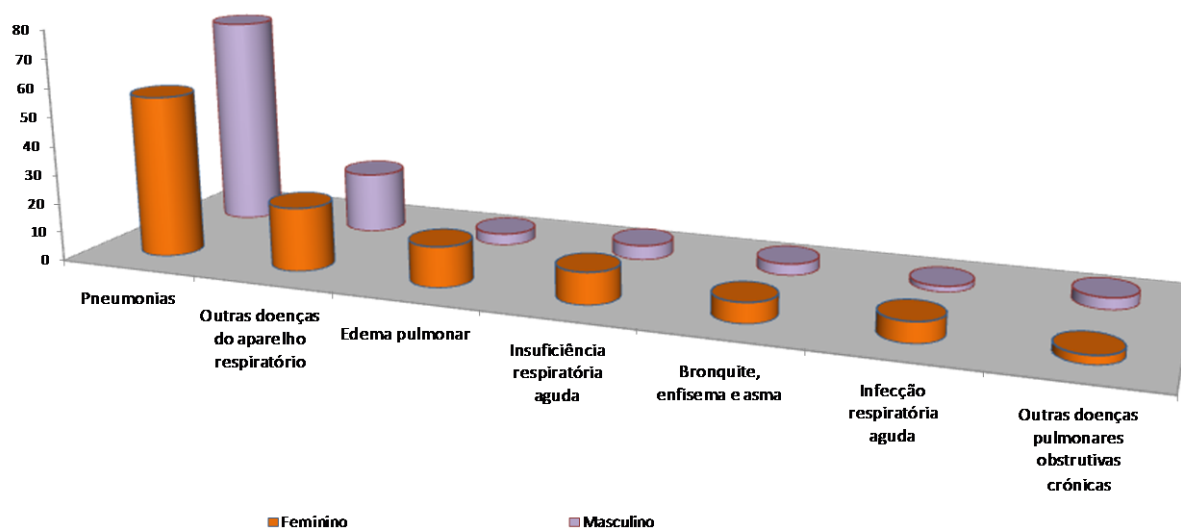 80
70
60
50
40
30
20
10
0
Pneumonias
Outras doenças
do aparelho
respiratório
Edema pulmonar
Insuficiência
respiratória
aguda
Bronquite,
enfisema e asma
Infecção
respiratória
aguda
Outras doenças
pulmonares
obstrutivas
crónicas
Feminino
Masculino